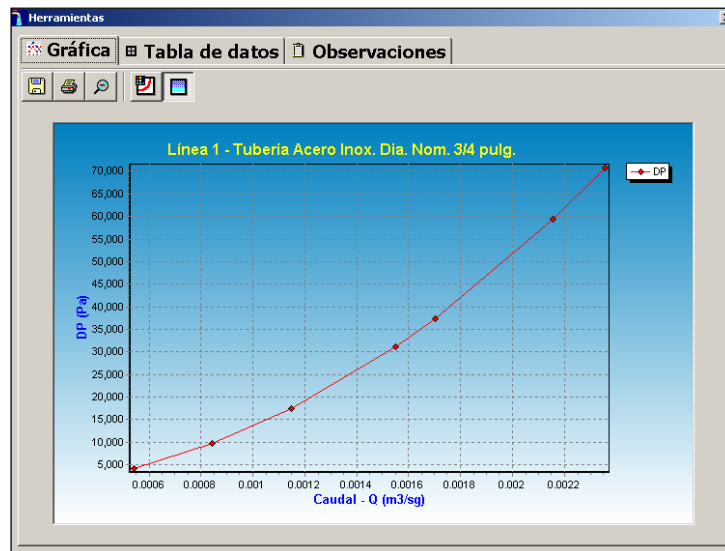 Herramientas
Gráfica Tabla de datos Observaciones
Línea 1 - Tubería Acero Inox. Dia. Nom. 3/4 pulg.
DP
70,000
65,000
60,000
55,000
50,000
45,000
40,000
35,000
30,000
25,000
20,000
15,000
10,000
5,000
DP (Pa)
0.0006 0.0008 0.001 0.0012 0.0014 0.0016 0.0018 0.002 0.0022
Caudal - Q (m3/sg)